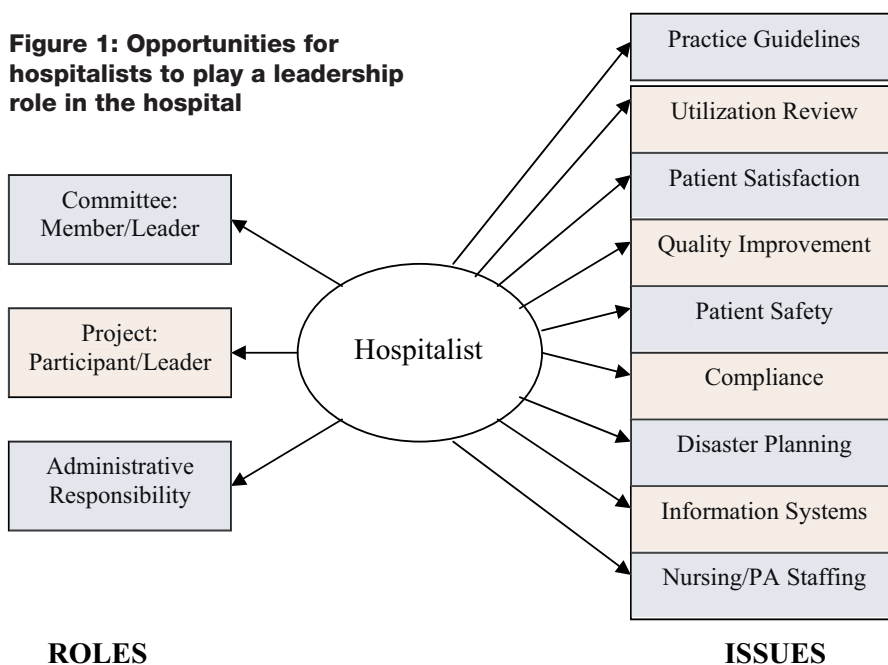 Figure 1: Opportunities for
hospitalists to play a leadership
role in the hospital
Committee:
Member/Leader
Project:
Participant/Leader
Administrative
Responsibility
ROLES
Hospitalist
Practice Guidelines
Utilization Review
Patient Satisfaction
Quality Improvement
Patient Safety
Compliance
Disaster Planning
Information Systems
Nursing/PA Staffing
ISSUES